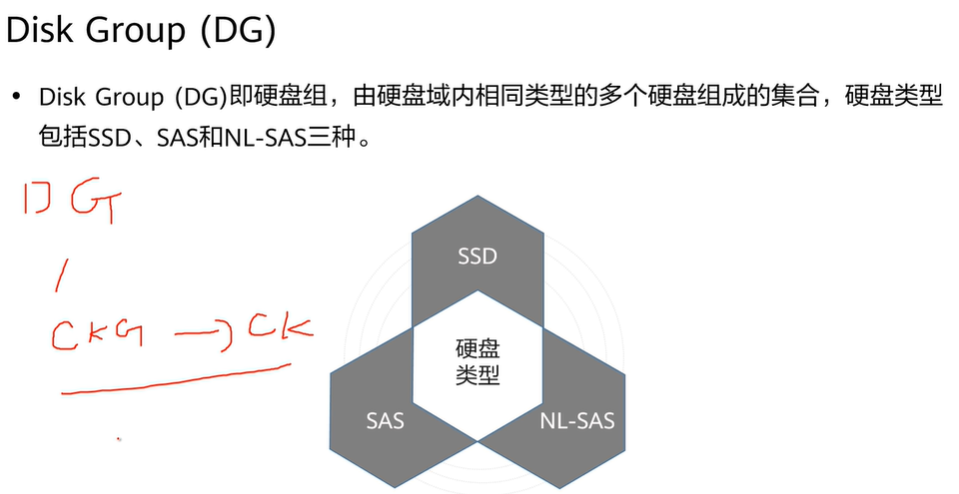 Disk Group (DG)
• Disk Group (DG)即硬盘组，由硬盘域内相同类型的多个硬盘组成的集合，硬盘类型
包括SSD、SAS和NL-SAS三种。
DG
CKG → CK
SSD
硬盘
类型
SAS
NL-SAS